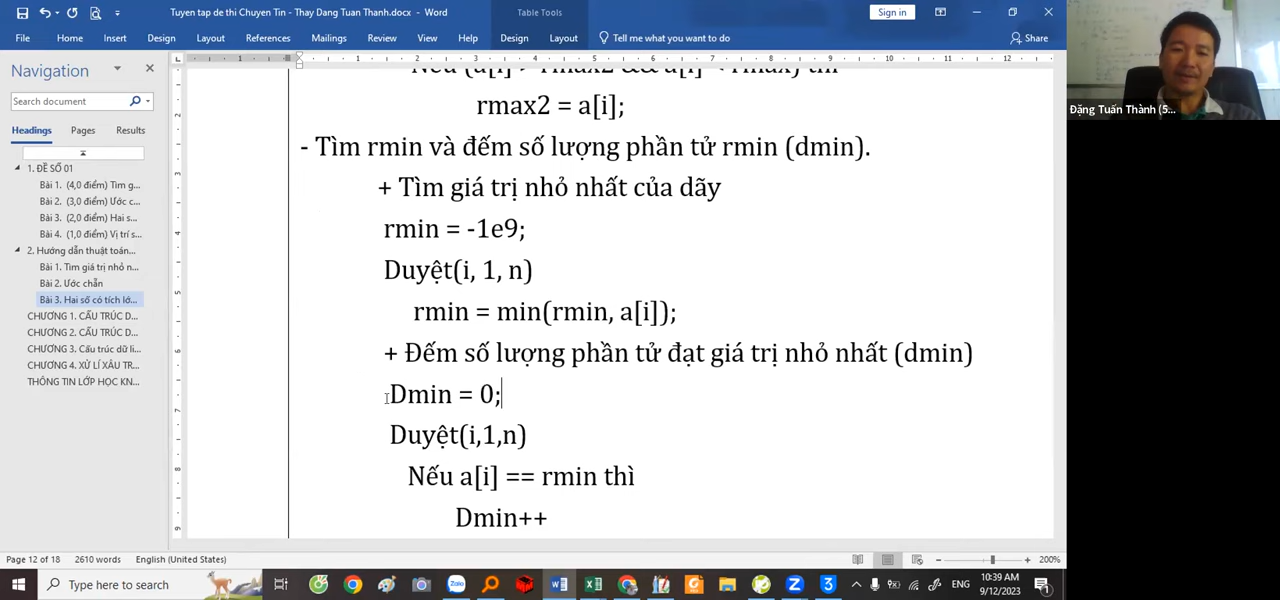 Tuyen tap de thi Chuyen Tin - Thay Dang Tuan Thanh.docx - Word
Table Tools
Sign in
File Home Insert Design Layout References Mailings Review View Help Design Layout Tell me what you want to do Share
Navigation
Search document
Headings Pages Results
1. ĐỀ SỐ 01
Bài 1. (4,0 điểm) Tìm g...
Bài 2. (3,0 điểm) Ước c...
Bài 3. (2,0 điểm) Hai s...
Bài 4. (1,0 điểm) Vị trí s...
2. Hướng dẫn thuật toán...
Bài 1. Tìm giá trị nhỏ n...
Bài 2. Ước chẵn
Bài 3. Hai số có tích lớ...
CHƯƠNG 1. CẤU TRÚC D...
CHƯƠNG 2. CẤU TRÚC D...
CHƯƠNG 3. Cấu trúc dữ li...
CHƯƠNG 4. XỬ LÍ XÂU TR...
THÔNG TIN LỚP HỌC KN...
Nếu (a[i] > rmax2 && a[i] < rmax) thì
rmax2 = a[i];
- Tìm rmin và đếm số lượng phần tử rmin (dmin).
+ Tìm giá trị nhỏ nhất của dãy
rmin = -1e9;
Duyệt(i, 1, n)
rmin = min(rmin, a[i]);
+ Đếm số lượng phần tử đạt giá trị nhỏ nhất (dmin)
Dmin = 0;
Duyệt(i,1,n)
Nếu a[i] == rmin thì
Dmin++
Đặng Tuấn Thành (5...
Page 12 of 18 2610 words English (United States) 200%
Type here to search
ENG
10:39 AM
9/12/2023